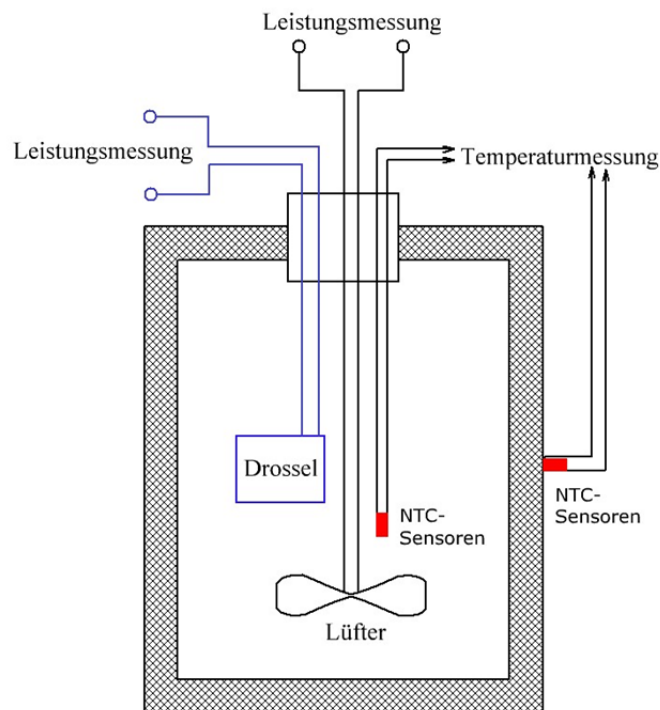 Leistungsmessung
Leistungsmessung
Temperaturmessung
Drossel
NTC-
Sensoren
NTC-
Sensoren
Lüfter